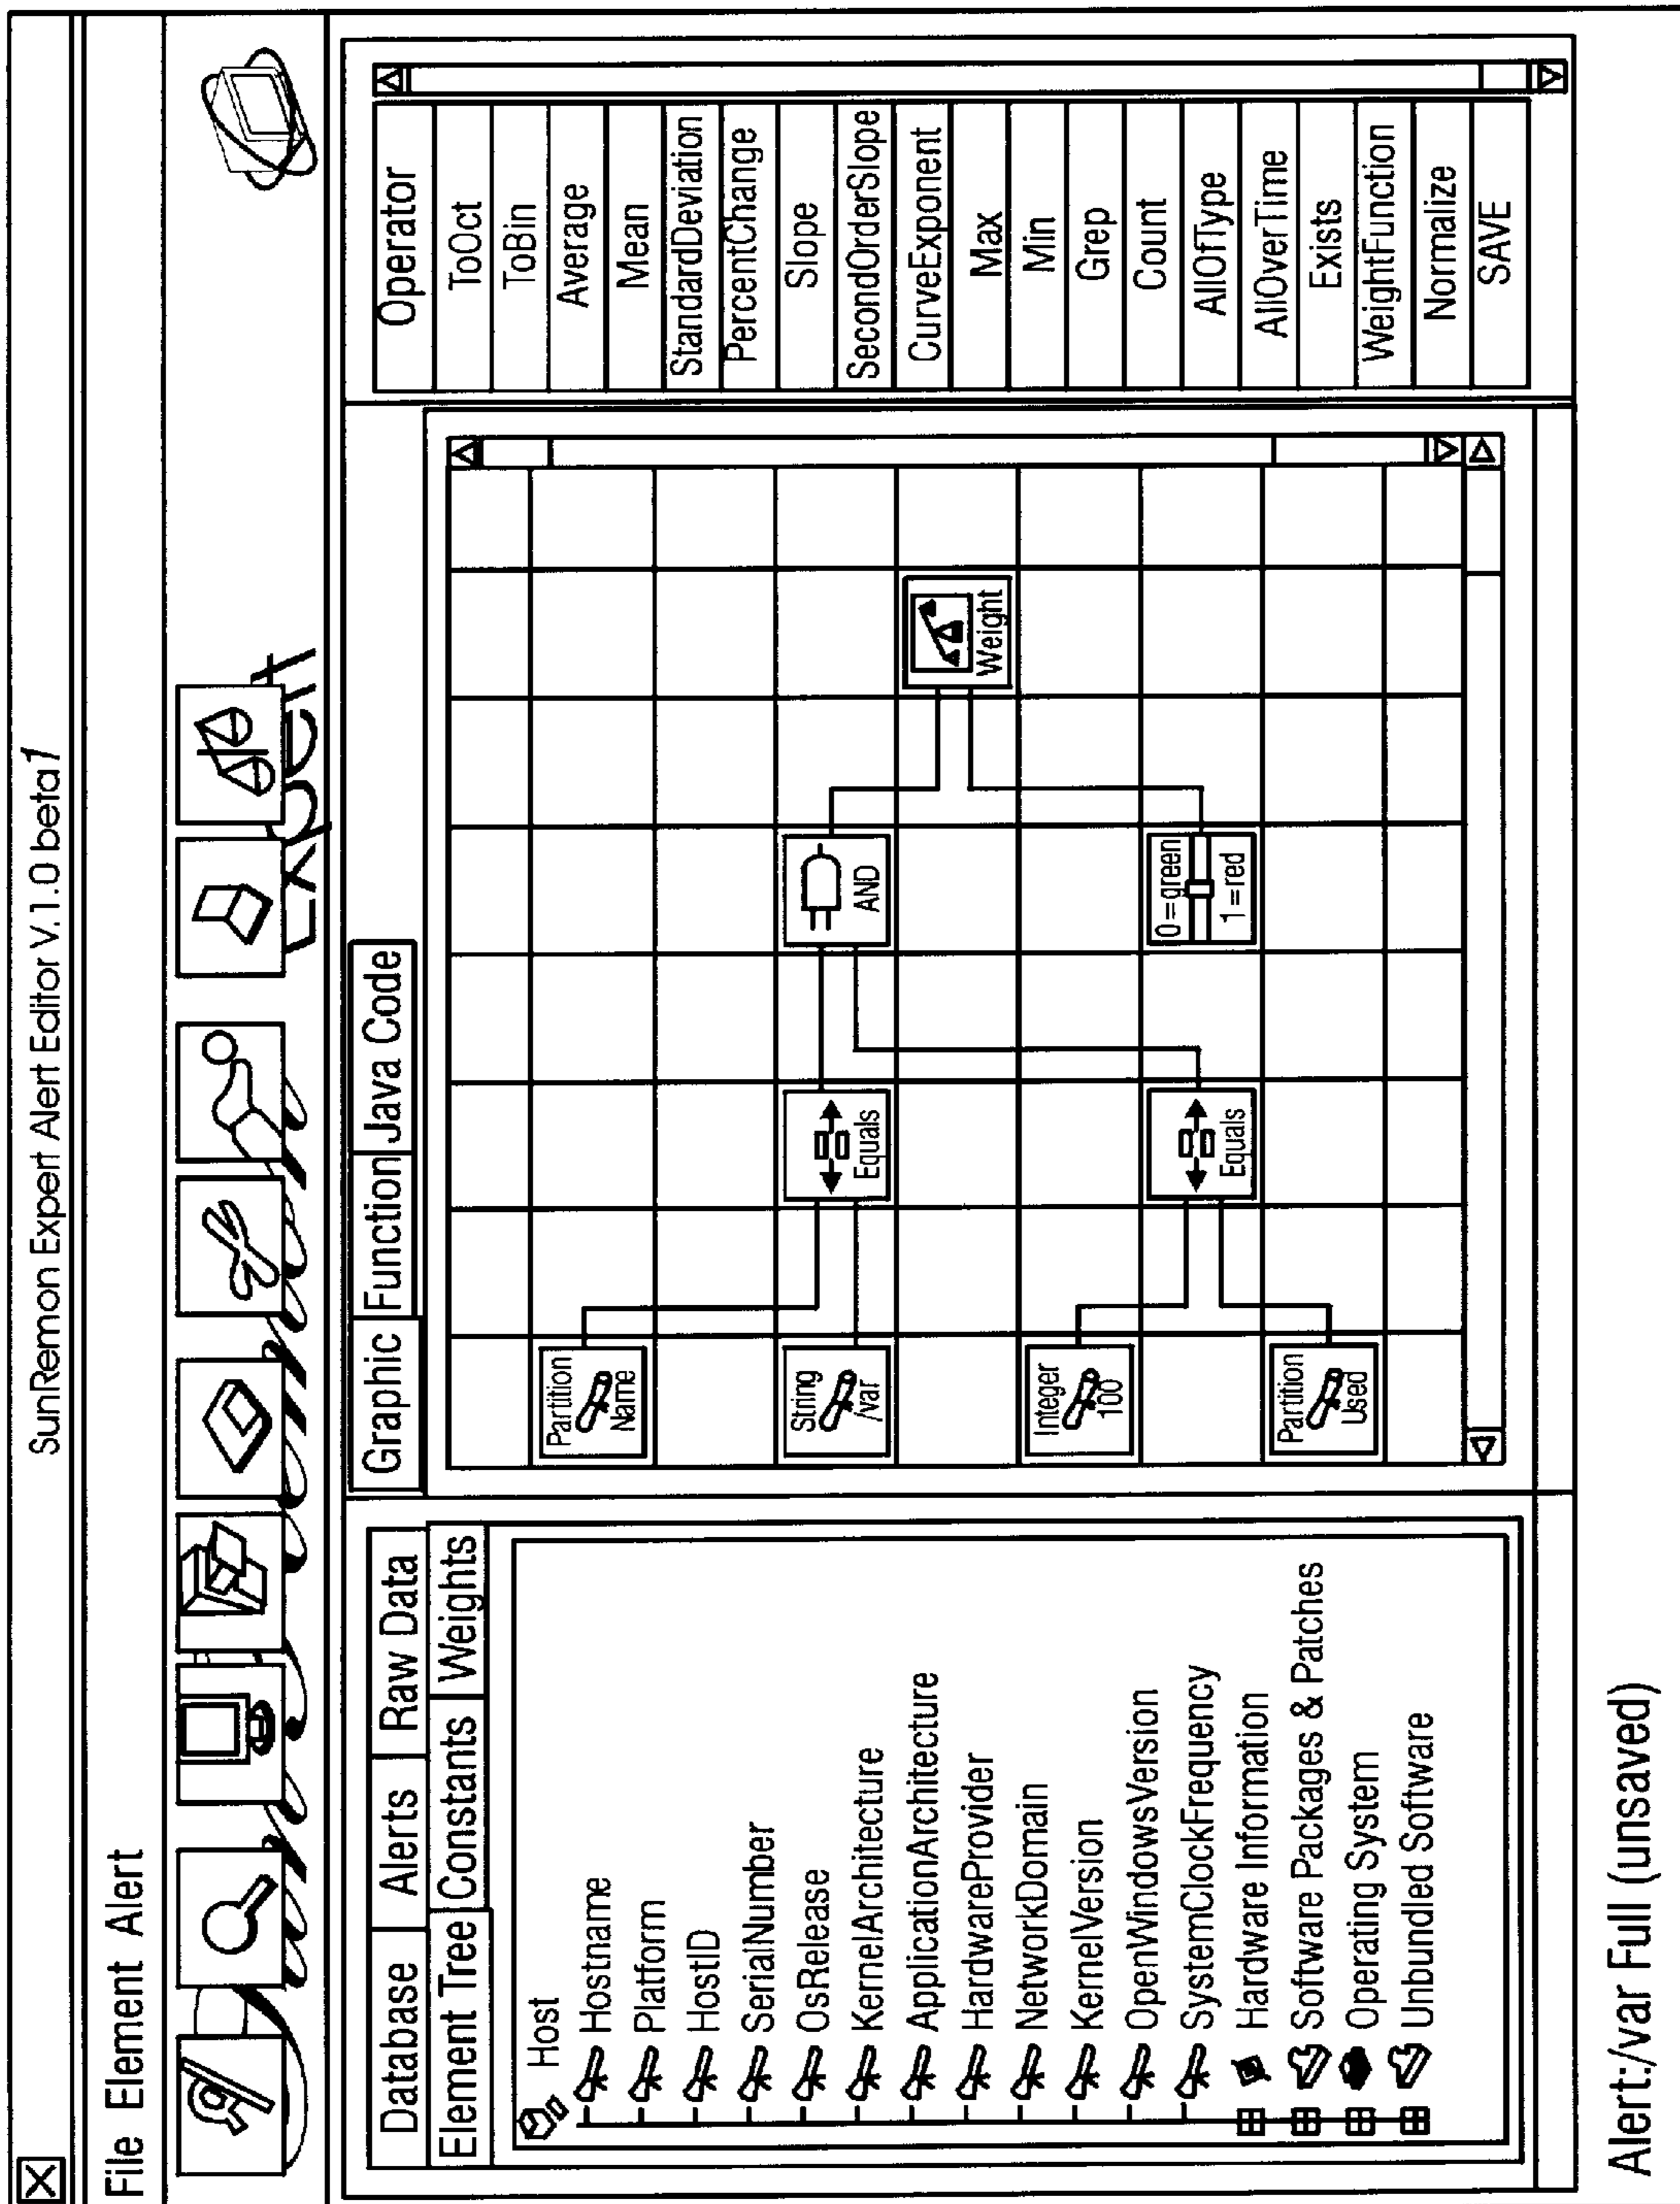 SunRemon Expert Alert Editor V.1.0 beta1
File Element Alert
Database Alerts Raw Data
Element Tree Constants Weights
Host
Hostname
Platform
HostID
SerialNumber
OsRelease
KernelArchitecture
ApplicationArchitecture
HardwareProvider
NetworkDomain
KernelVersion
OpenWindowsVersion
SystemClockFrequency
Hardware Information
Software Packages & Patches
Operating System
Unbundled Software
Graphic Function Java Code
Partition
Name
String
/var
Integer
100
Partition
Used
Equals
Equals
AND
0=green
1=red
Weight
Operator
ToOct
ToBin
Average
Mean
StandardDeviation
PercentChange
Slope
SecondOrderSlope
CurveExponent
Max
Min
Grep
Count
AllOfType
AllOverTime
Exists
WeightFunction
Normalize
SAVE
Alert:/var Full (unsaved)